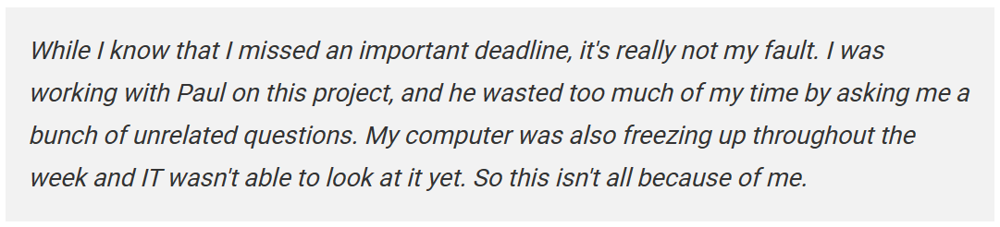 While I know that I missed an important deadline, it's really not my fault. I was
working with Paul on this project, and he wasted too much of my time by asking me a
bunch of unrelated questions. My computer was also freezing up throughout the
week and IT wasn't able to look at it yet. So this isn't all because of me.